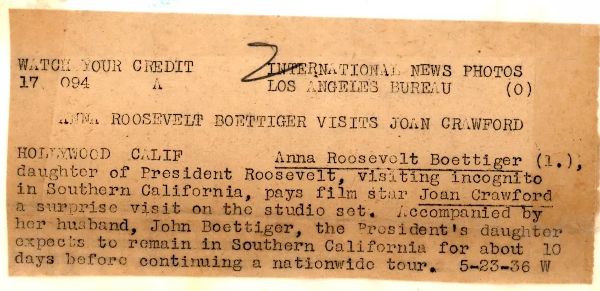 WATCH YOUR CREDIT INTERNATIONAL NEWS PHOTOS
17 094 A LOS ANGELES BUREAU (O)
ANNA ROOSEVELT BOETTIGER VISITS JOAN CRAWFORD
HOLLYWOOD CALIF Anna Roosevelt Boettiger (l.),
daughter of President Roosevelt, visiting incognito
in Southern California, pays film star Joan Crawford
a surprise visit on the studio set. Accompanied by
her husband, John Boettiger, the President's daughter
expects to remain in Southern California for about 10
days before continuing a nationwide tour. 5-23-36 W